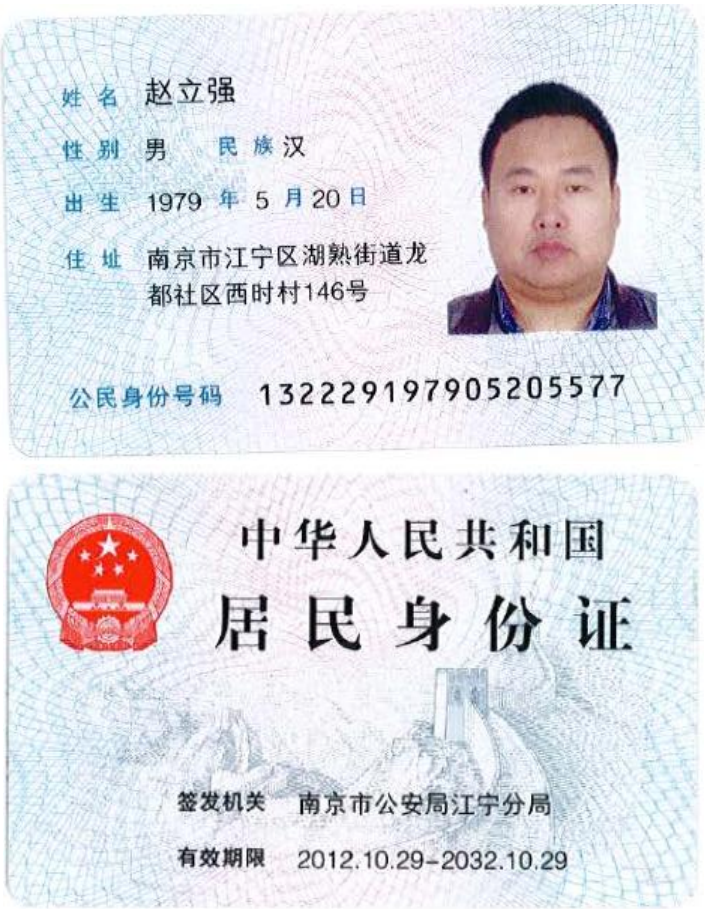 姓名 赵立强
性别 男 民族 汉
出生 1979 年 5 月 20 日
住址 南京市江宁区湖熟街道龙
都社区西时村146号
公民身份号码 132229197905205577
中华人民共和国
居民身份证
签发机关 南京市公安局江宁分局
有效期限 2012.10.29-2032.10.29